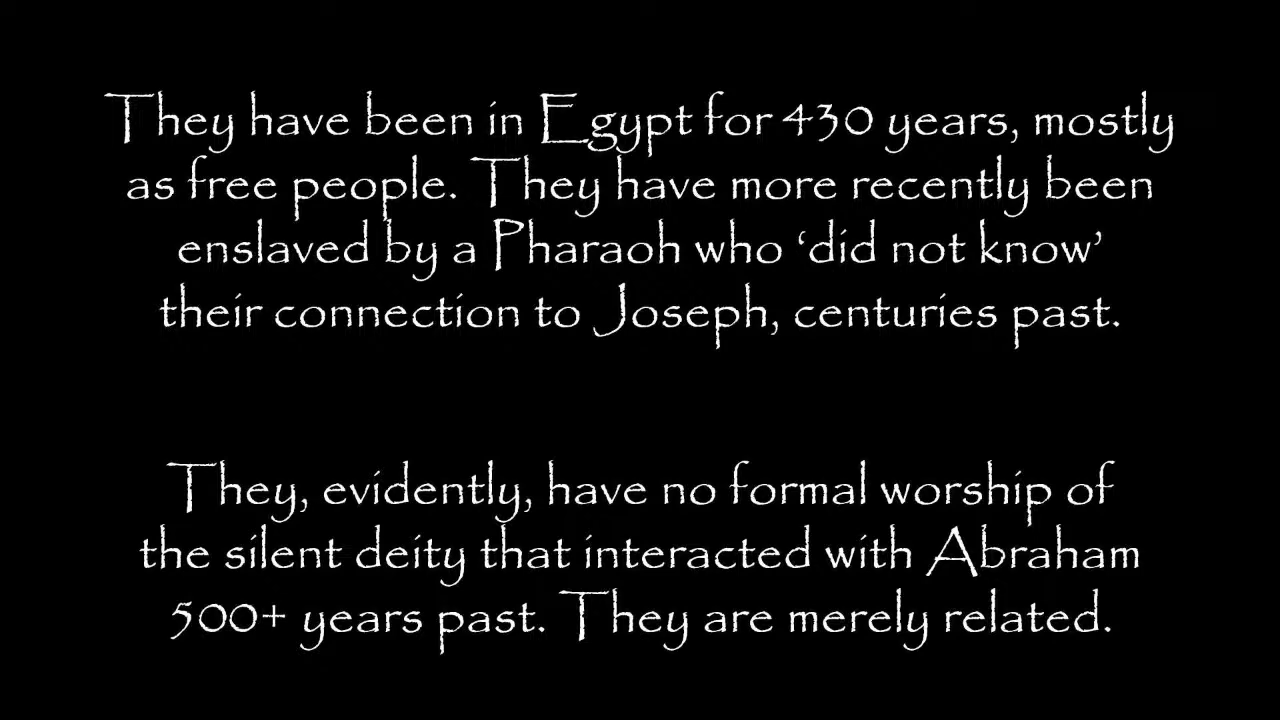 They have been in Egypt for 430 years, mostly
as free people. They have more recently been
enslaved by a Pharaoh who ‘did not know’
their connection to Joseph, centuries past.
They, evidently, have no formal worship of
the silent deity that interacted with Abraham
500+ years past. They are merely related.